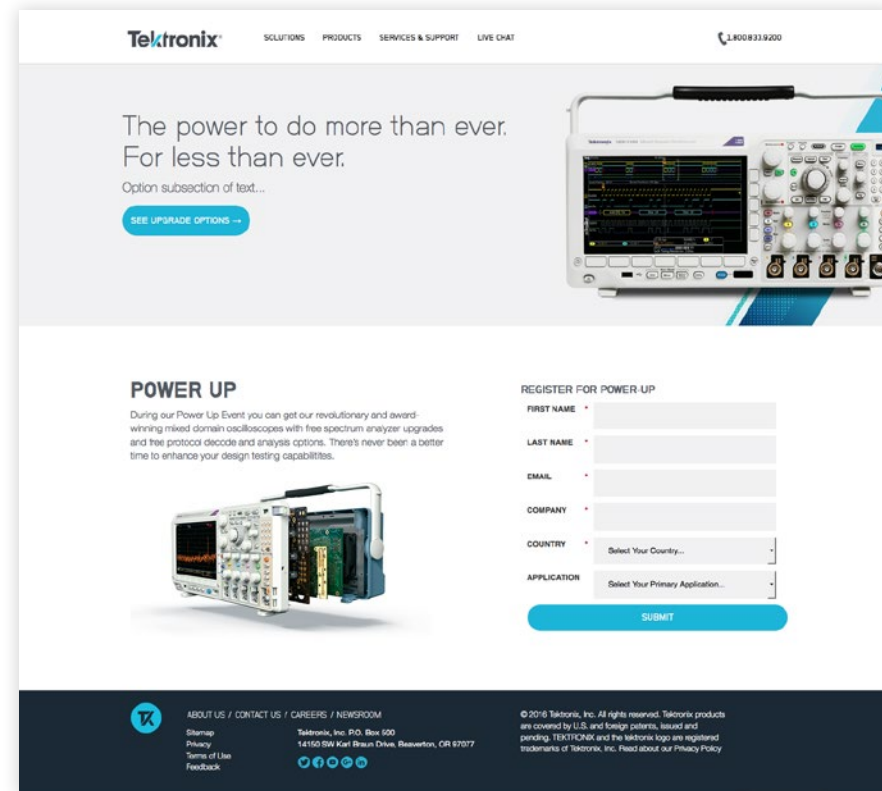 Tektronix
SOLUTIONS PRODUCTS SERVICES & SUPPORT LIVE CHAT
1.800.833.9200
The power to do more than ever.
For less than ever.
Option subsection of text...
SEE UPGRADE OPTIONS →
Tektronix
POWER UP
During our Power Up Event you can get our revolutionary and award-
winning mixed domain oscilloscopes with free spectrum analyzer upgrades
and free protocol decode and analysis options. There's never been a better
time to enhance your design testing capabilitites.
REGISTER FOR POWER-UP
FIRST NAME *
LAST NAME *
EMAIL *
COMPANY *
COUNTRY * Select Your Country...
APPLICATION Select Your Primary Application...
SUBMIT
TK
ABOUT US / CONTACT US / CAREERS / NEWSROOM
Sitemap
Privacy
Terms of Use
Feedback
Tektronix, Inc. P.O. Box 500
14150 SW Karl Braun Drive, Beaverton, OR 97077
© 2016 Tektronix, Inc. All rights reserved. Tektronix products
are covered by U.S. and foreign patents, issued and
pending. TEKTRONIX and the tektronix logo are registered
trademarks of Tektronix, Inc. Read about our Privacy Policy